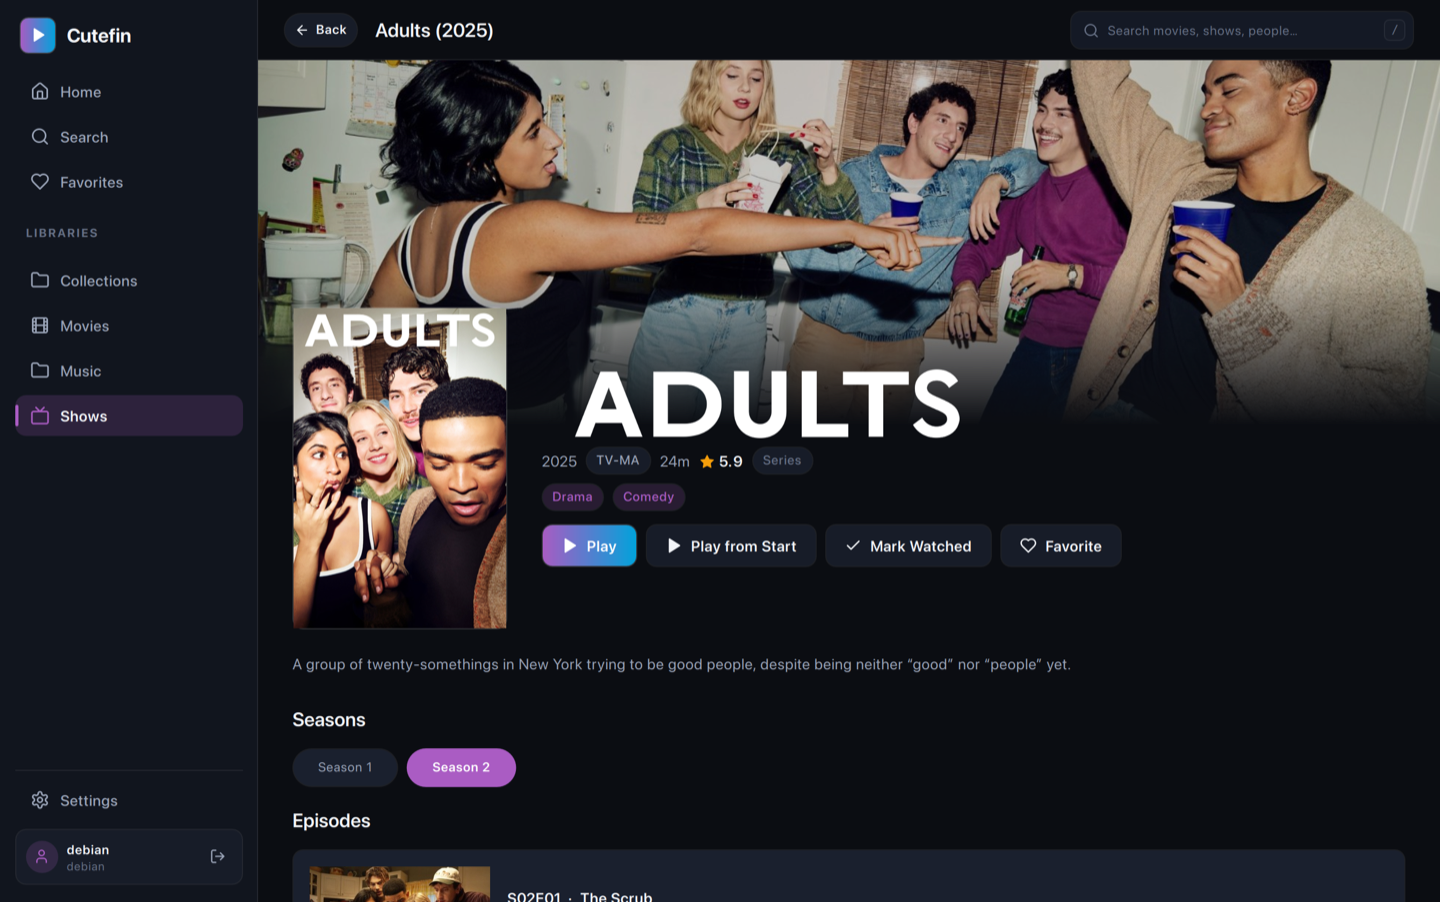 Cutefin
Home
Search
Favorites
LIBRARIES
Collections
Movies
Music
Shows
Settings
debian
debian
Back
Adults (2025)
Search movies, shows, people…
/
ADULTS
ADULTS
2025 TV-MA 24m 5.9 Series
Drama Comedy
Play
Play from Start
Mark Watched
Favorite
A group of twenty-somethings in New York trying to be good people, despite being neither “good” nor “people” yet.
Seasons
Season 1
Season 2
Episodes
S02E01 · The Scrub